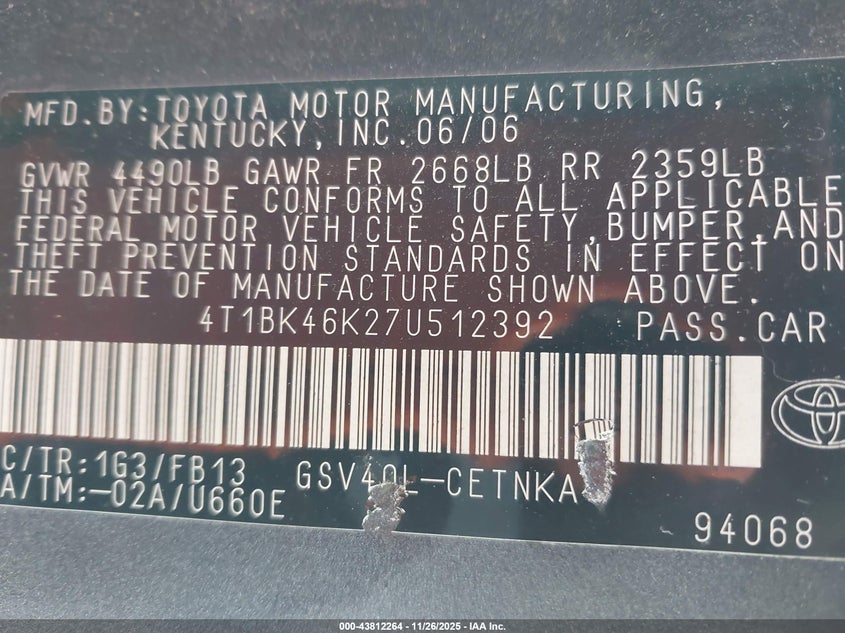 MFD.BY:TOYOTA MOTOR MANUFACTURING,
KENTUCKY,INC.06/06
GVWR 4490LB GAWR FR 2668LB RR 2359LB
THIS VEHICLE CONFORMS TO ALL APPLICABLE
FEDERAL MOTOR VEHICLE SAFETY,BUMPER,AND
THEFT PREVENTION STANDARDS IN EFFECT ON
THE DATE OF MANUFACTURE SHOWN ABOVE.
4T1BK46K27U512392 PASS.CAR
C/TR:1G3/FB13 GSV40L-CETNKA
A/TM:-02A/U660E
94068
000-43812264 - 11/26/2025 - IAA Inc.